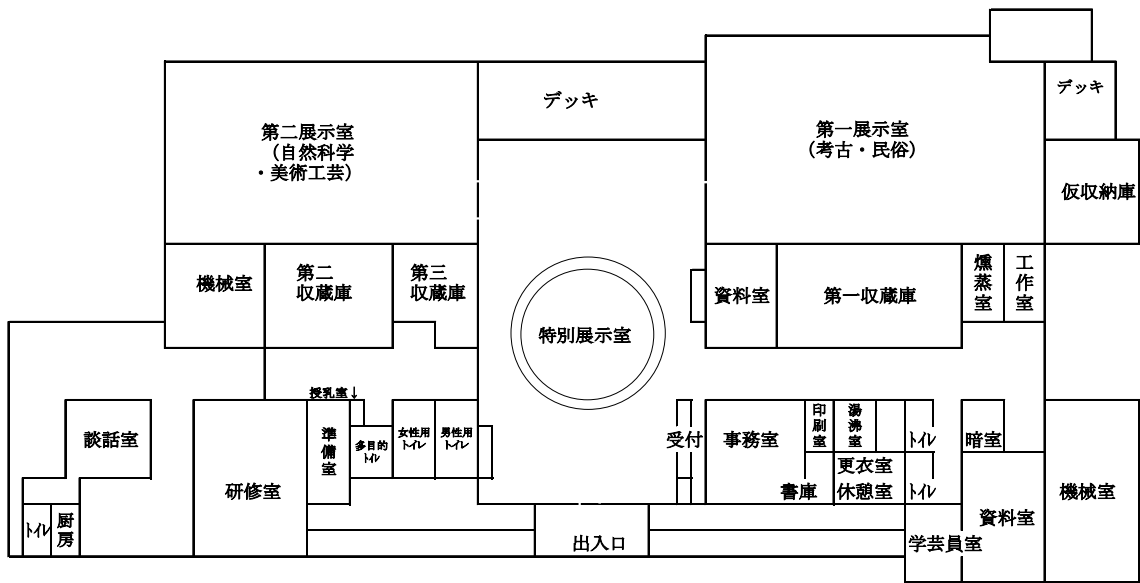 デッキ
デッキ
第二展示室
（自然科学
・美術工芸）
第一展示室
（考古・民俗）
仮収納庫
機械室
第二
収蔵庫
第三
収蔵庫
特別展示室
資料室
第一収蔵庫
燻蒸室
工作室
授乳室↓
談話室
研修室
準備室
多目的
トイレ
女性用
トイレ
男性用
トイレ
受付
事務室
印刷室
湯沸室
トイレ
暗室
更衣室
休憩室
書庫
トイレ
機械室
資料室
トイレ
厨房
出入口
学芸員室